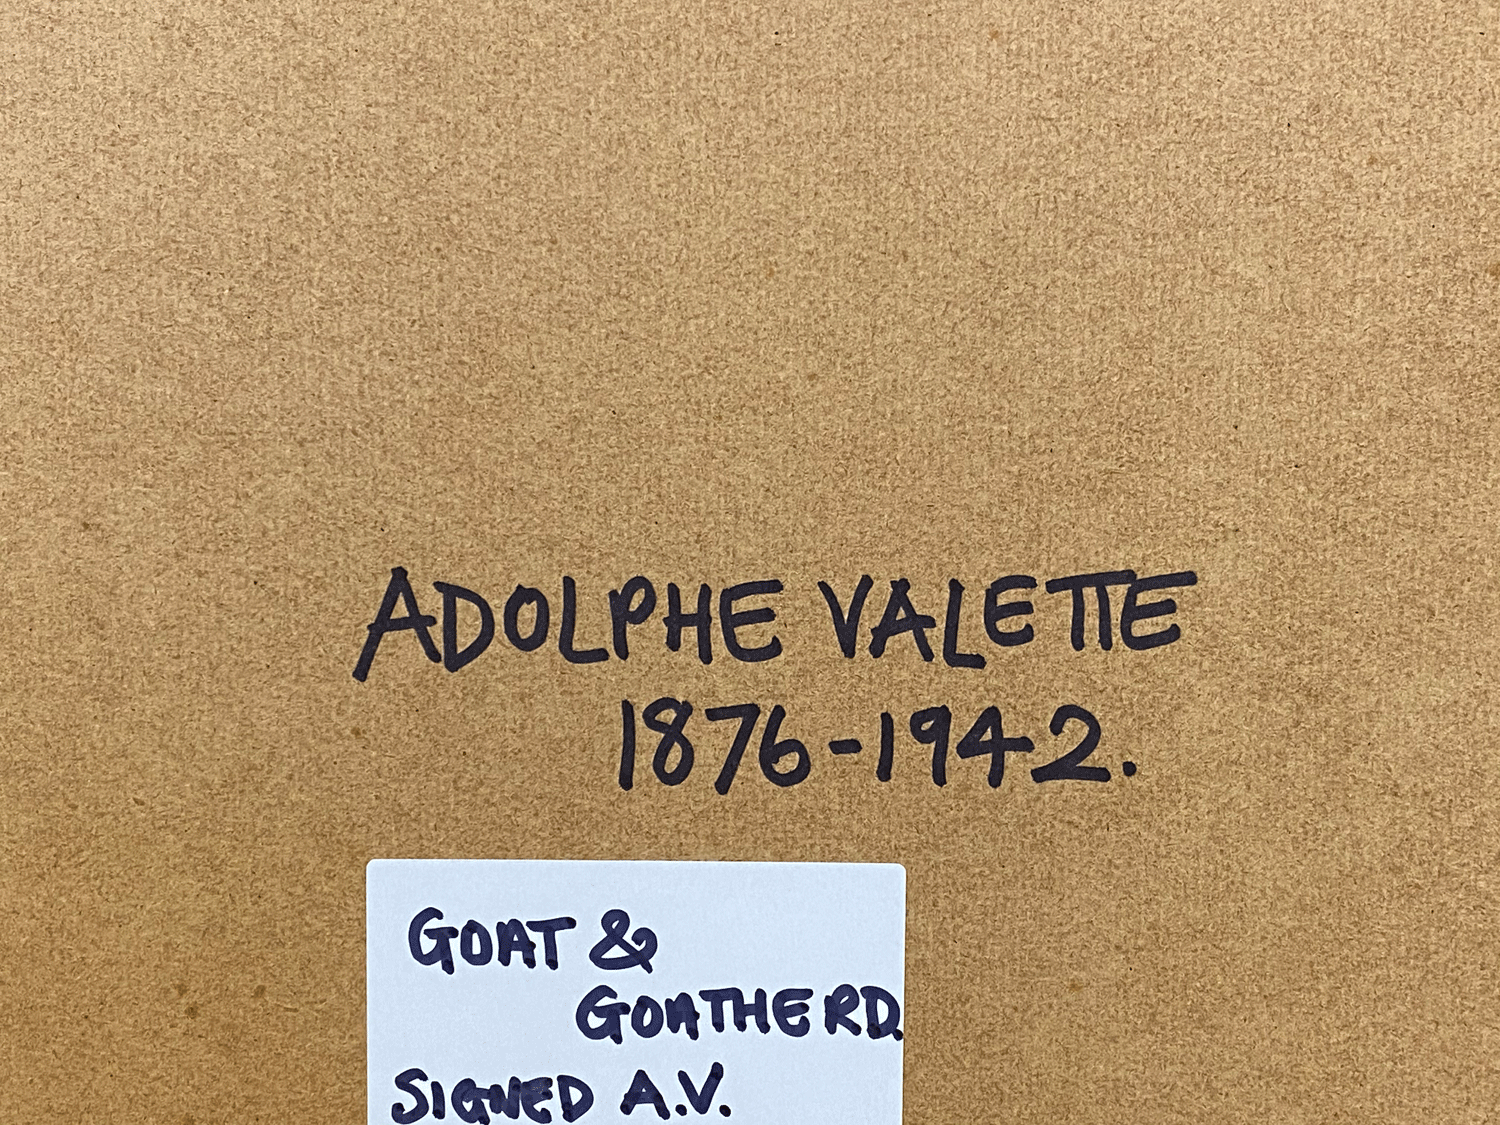 ADOLPHE VALETTE
1876-1942.
GOAT &
GOATHERD.
SIGNED A.V.